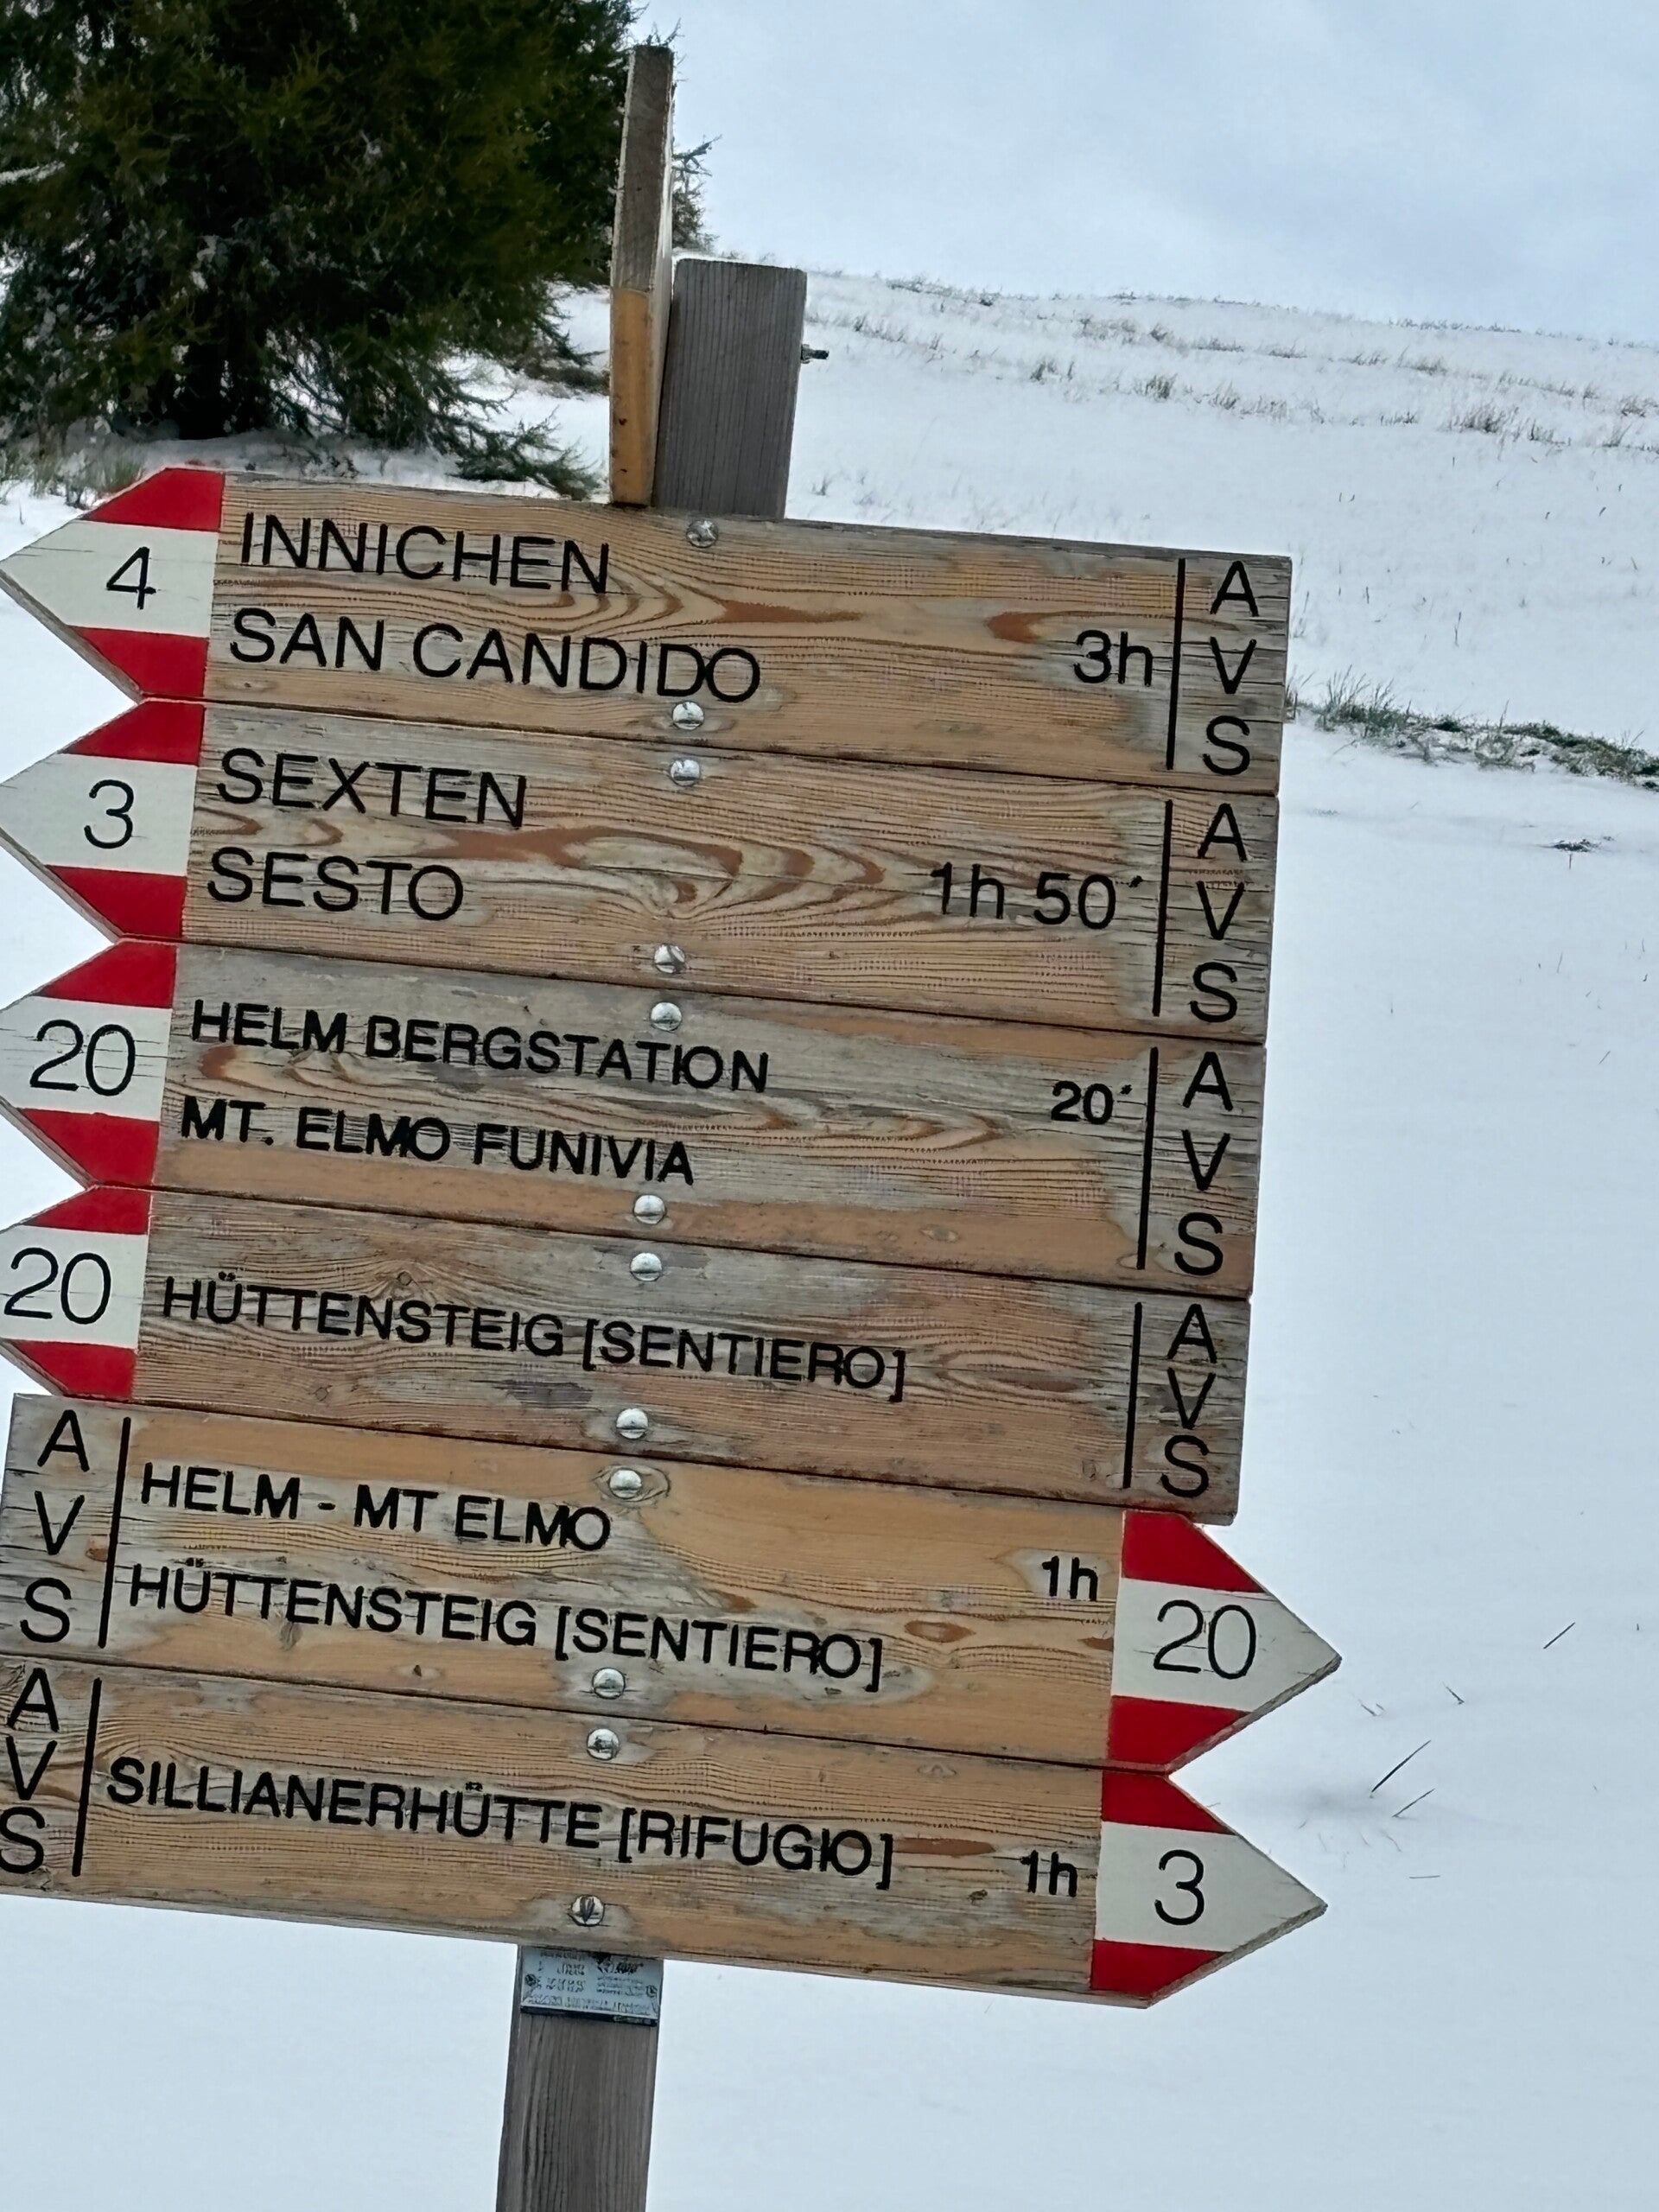 4 INNICHEN
SAN CANDIDO 3h AVS
3 SEXTEN
SESTO 1h 50´ AVS
20 HELM BERGSTATION 20´
MT. ELMO FUNIVIA AVS
20 HÜTTENSTEIG [SENTIERO] AVS
AVS HELM - MT ELMO 1h
HÜTTENSTEIG [SENTIERO] 20
AVS SILLIANERHÜTTE [RIFUGIO] 1h 3